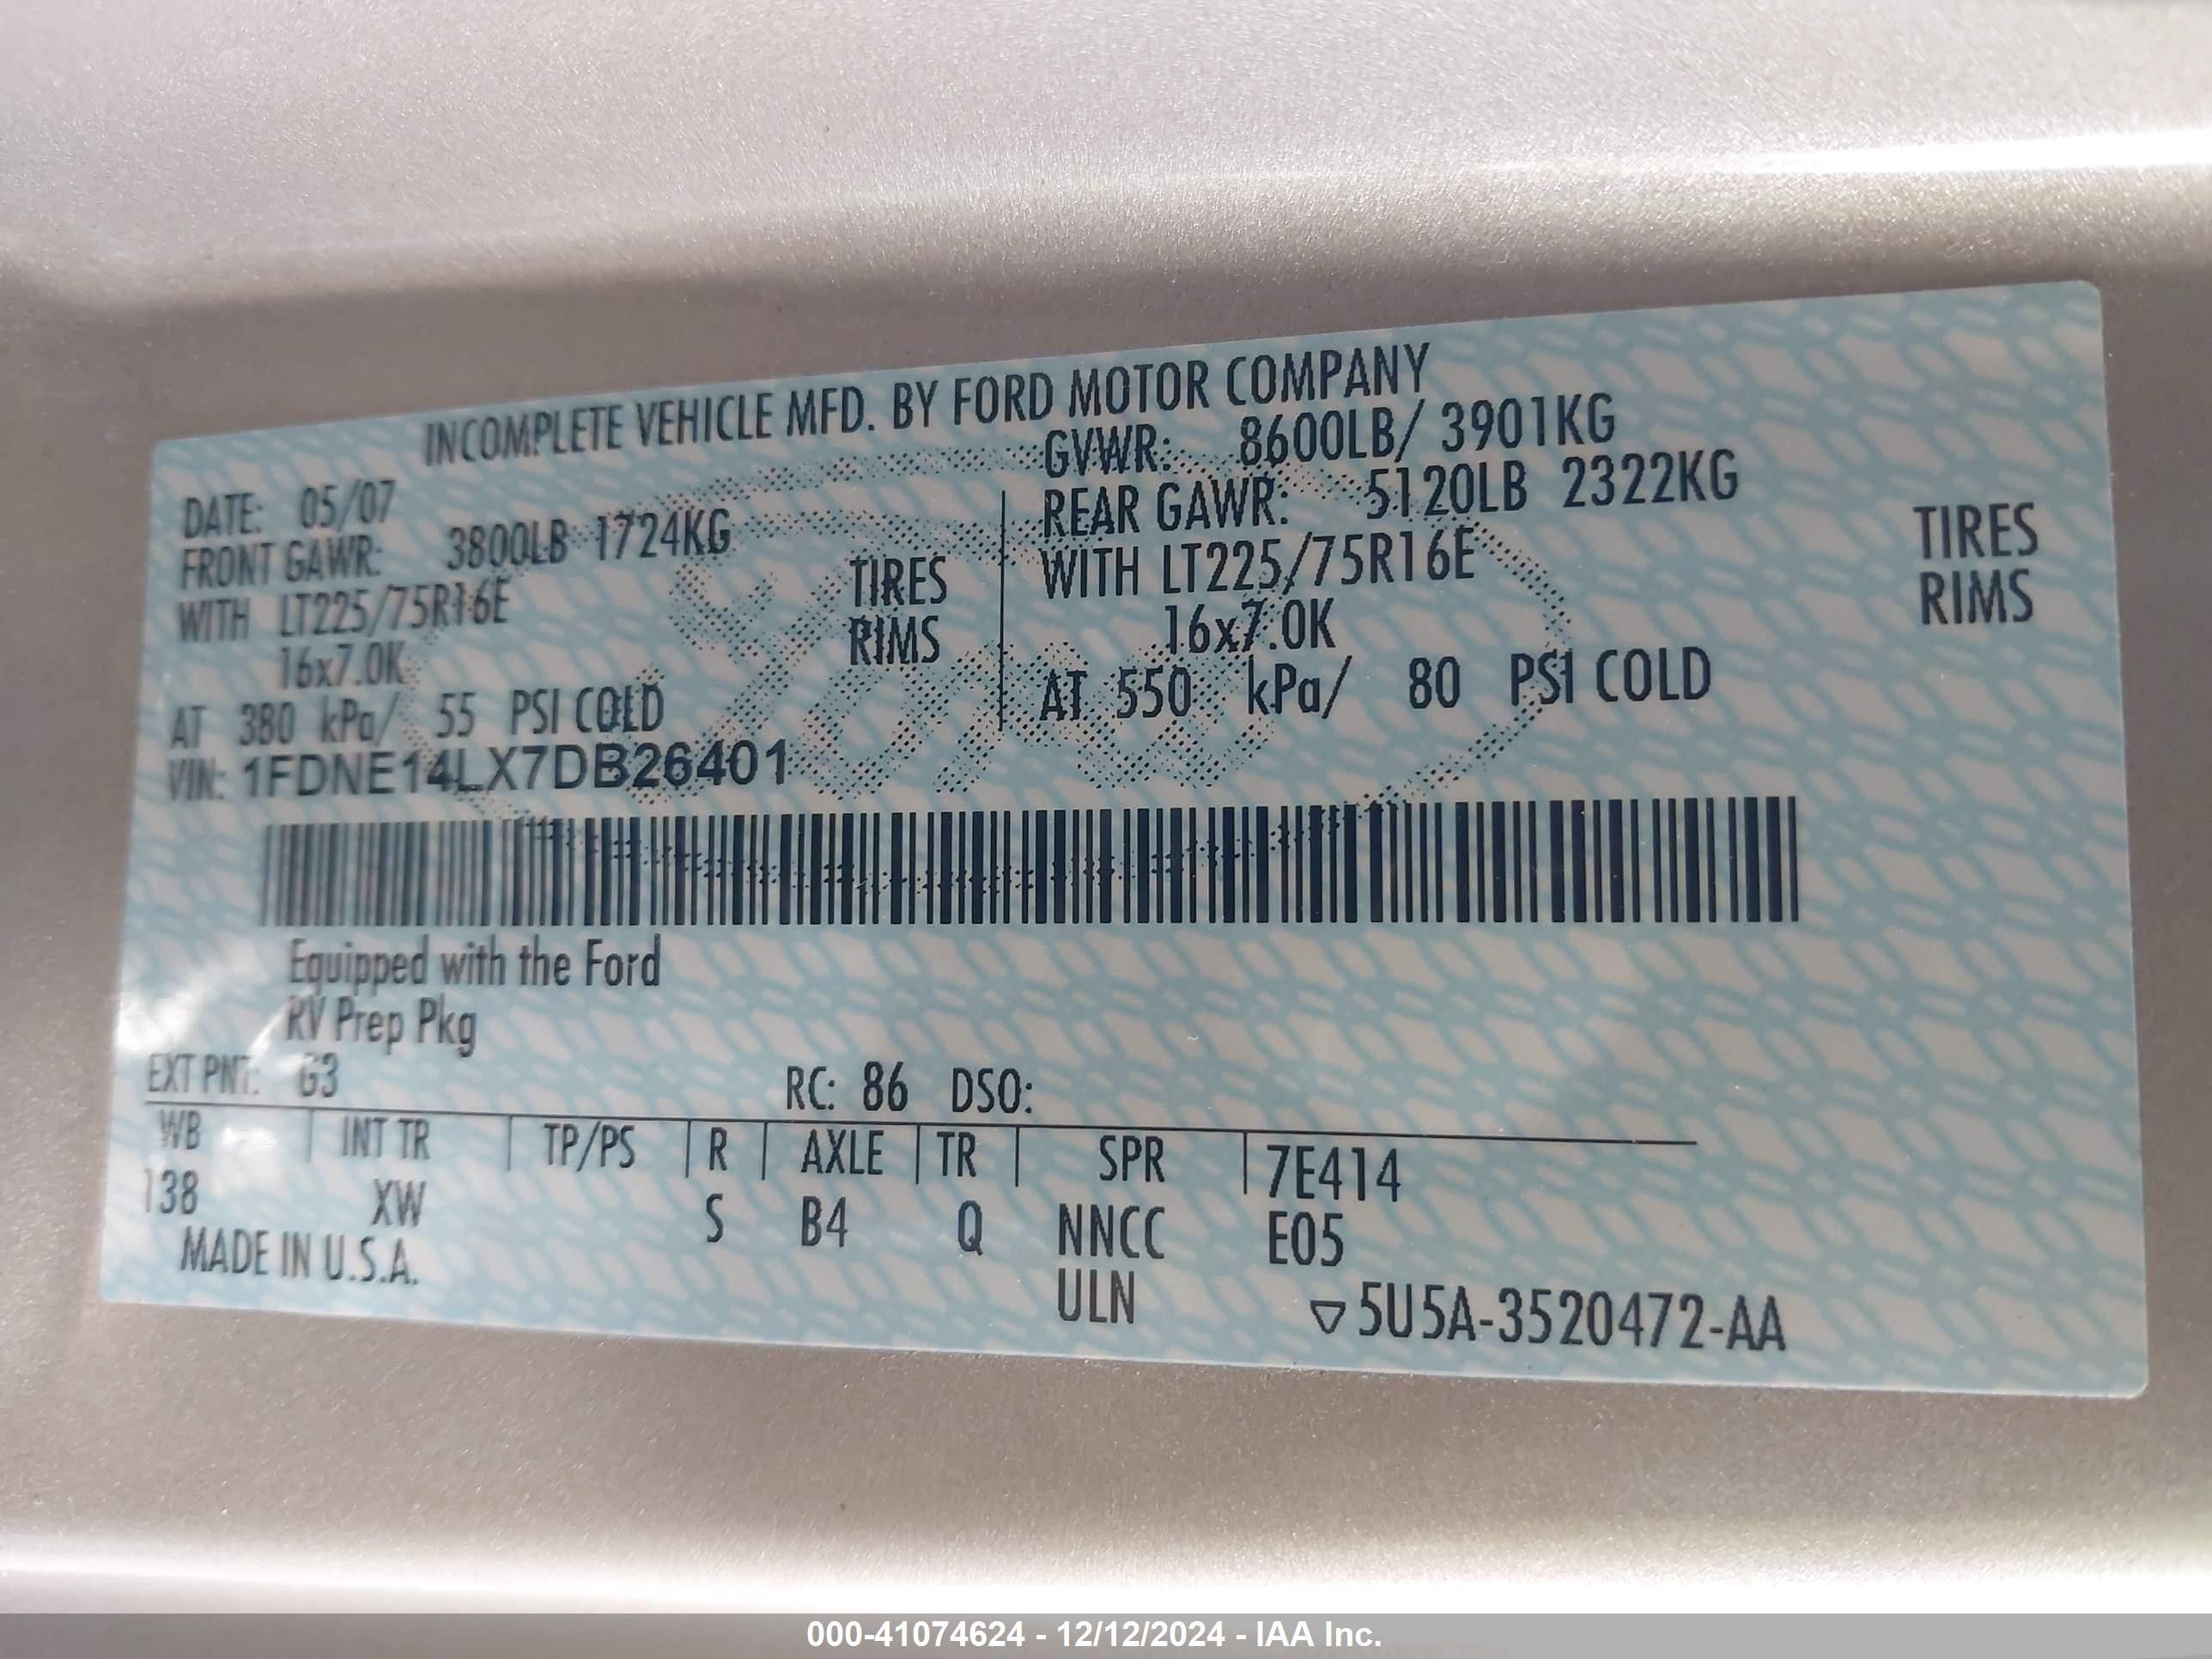 INCOMPLETE VEHICLE MFD. BY FORD MOTOR COMPANY
DATE: 05/07 GVWR: 8600LB/ 3901KG
FRONT GAWR: 3800LB 1724KG REAR GAWR: 5120LB 2322KG
WITH LT225/75R16E TIRES WITH LT225/75R16E TIRES
16x7.0K RIMS 16x7.0K RIMS
AT 380 kPa/ 55 PSI COLD AT 550 kPa/ 80 PSI COLD
VIN: 1FDNE14LX7DB26401
Equipped with the Ford
RV Prep Pkg
EXT PNT: G3 RC: 86 DSO:
WB | INT TR | TP/PS | R | AXLE | TR | SPR | 7E414
138 XW S B4 Q NNCC E05
MADE IN U.S.A. ULN ▽5U5A-3520472-AA
Ford
000-41074624 - 12/12/2024 - IAA Inc.